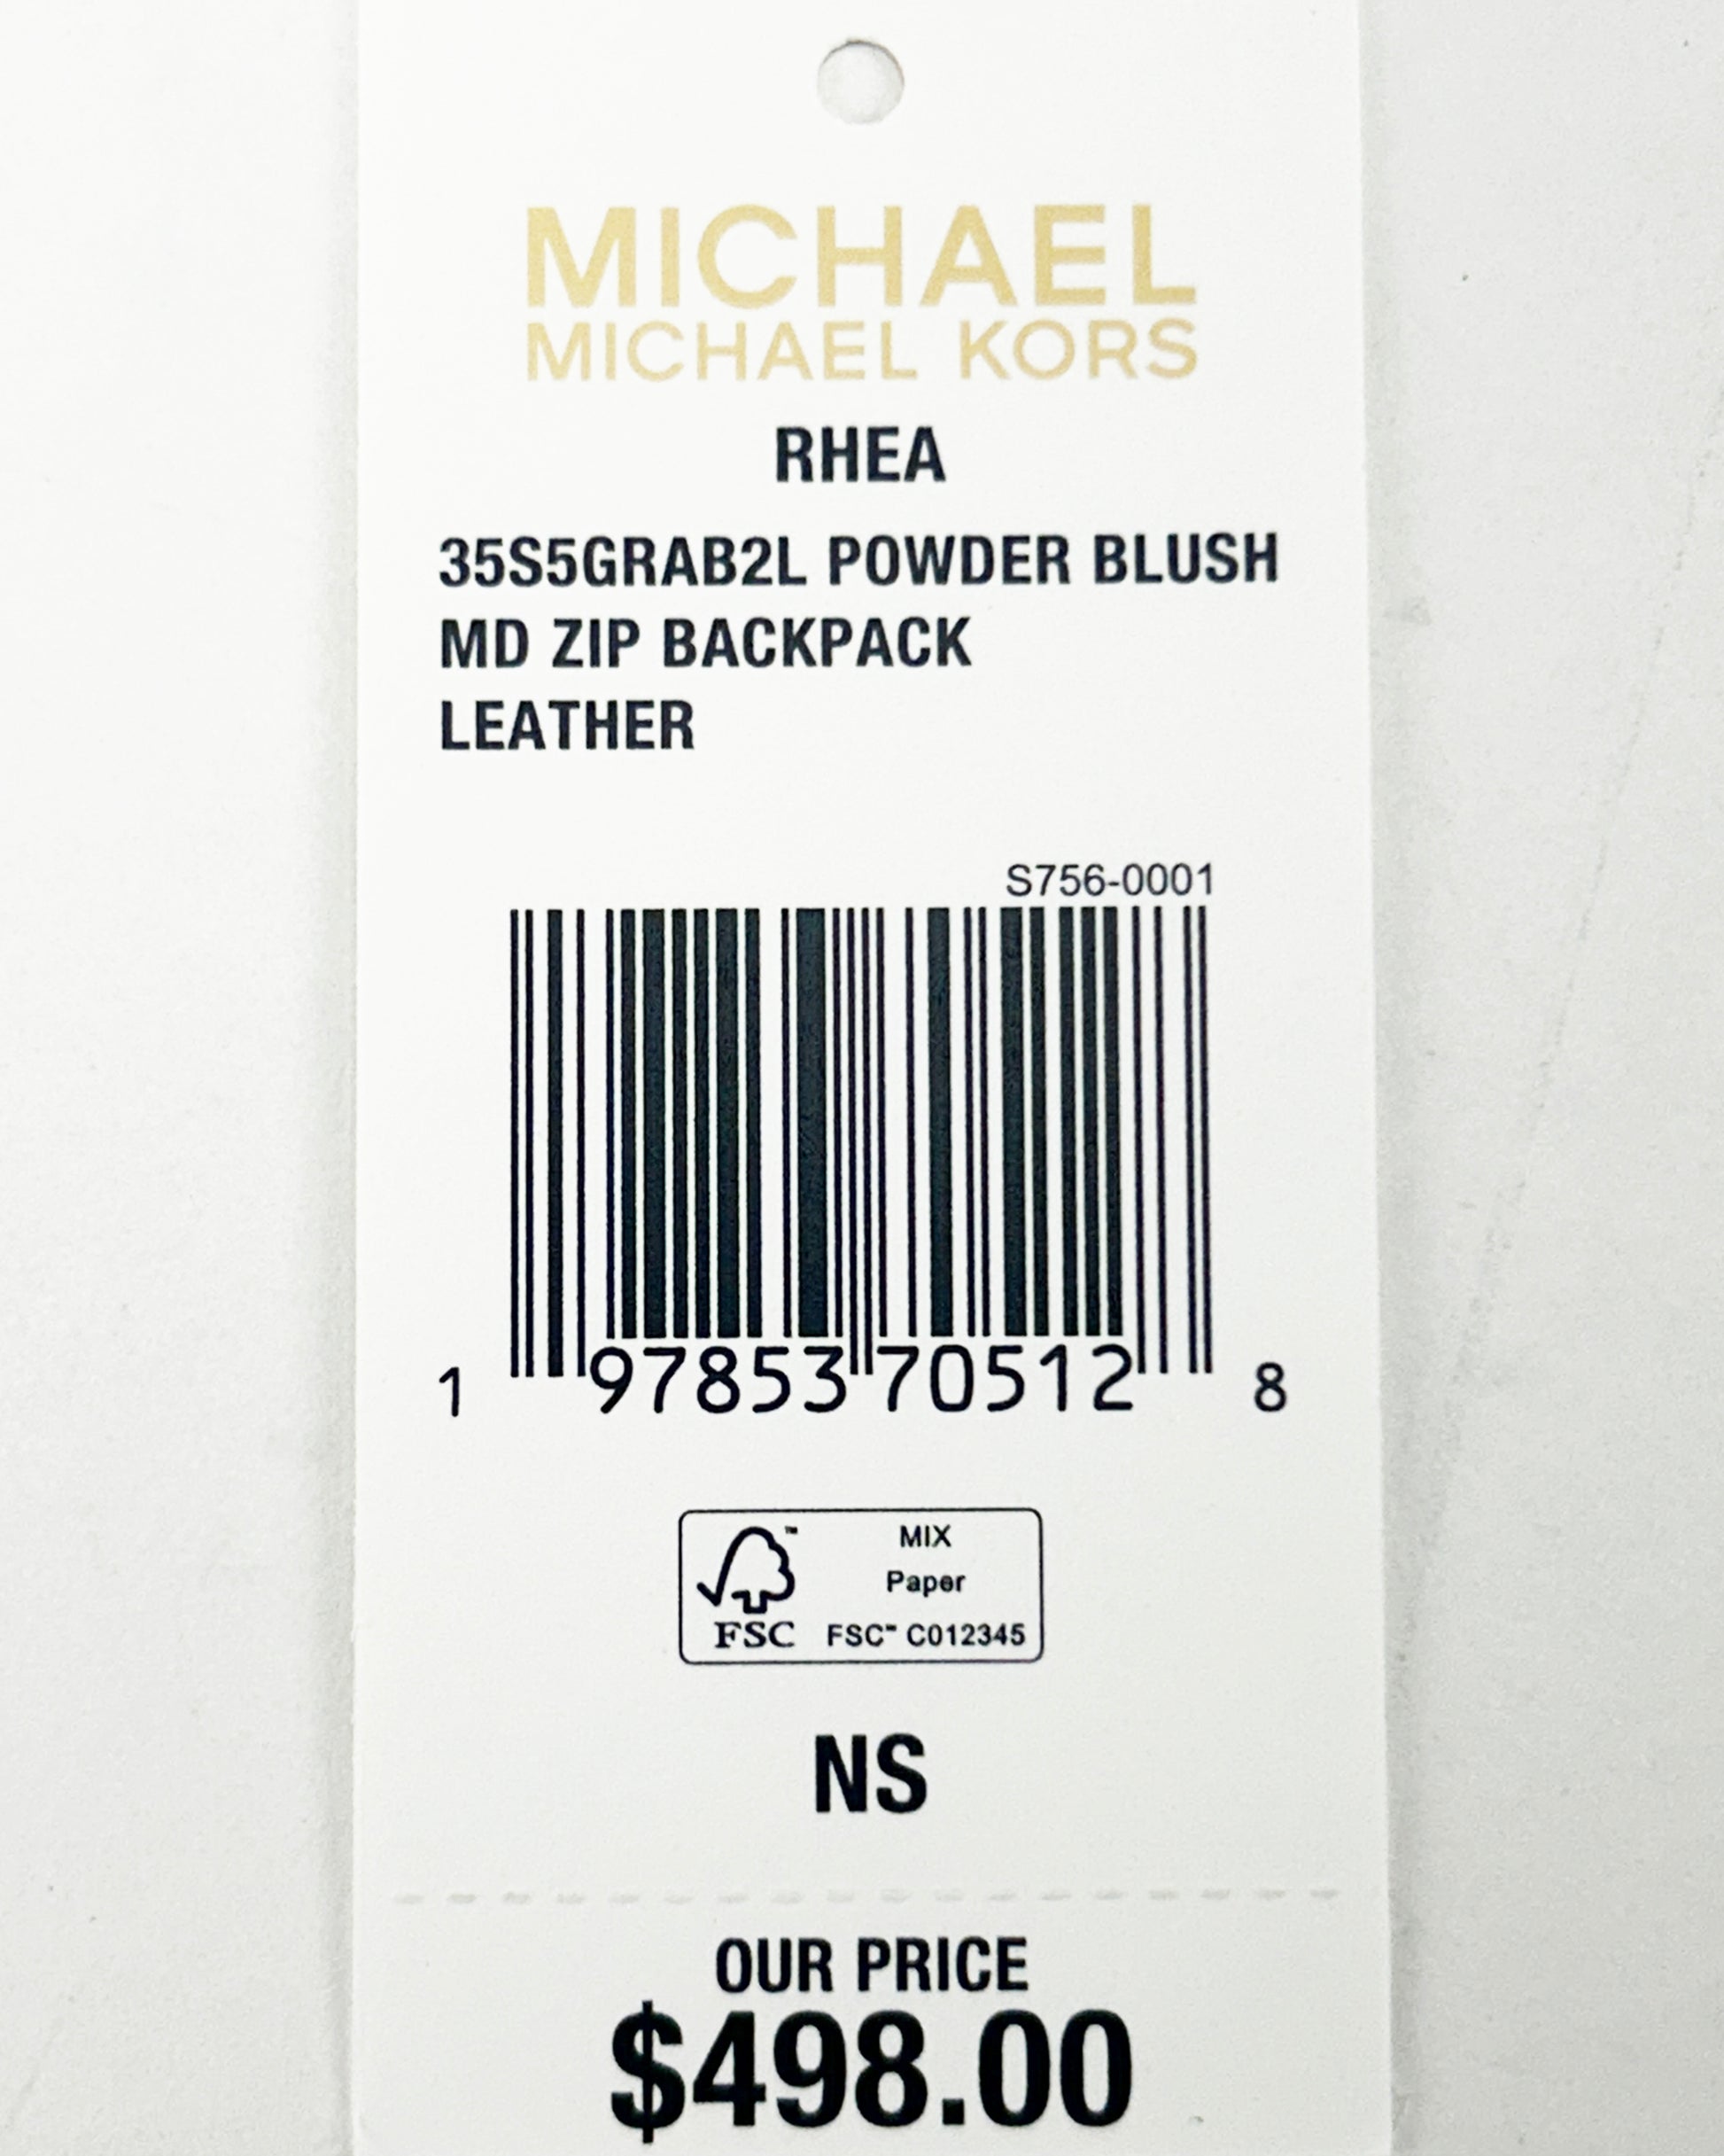 MICHAEL
MICHAEL KORS
RHEA
35S5GRAB2L POWDER BLUSH
MD ZIP BACKPACK
LEATHER
S756-0001
1 97853 70512 8
MIX
Paper
FSC FSC™ C012345
NS
OUR PRICE
$498.00